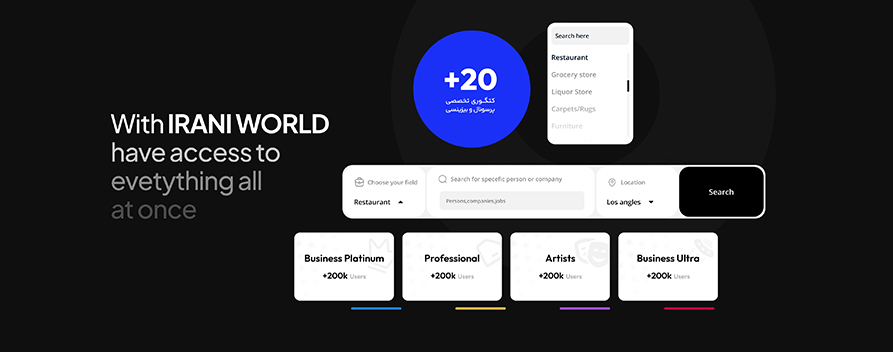 With IRANI WORLD
have access to
evetything all
at once
+20
کتگوری تخصصی
پرسونال و بیزینسی
Search here
Restaurant
Grocery store
Liquor Store
Carpets/Rugs
Furniture
Choose your field
Restaurant
Search for specefic person or company
Persons,companies,jobs
Location
Los angles
Search
Business Platinum
+200k Users
Professional
+200k Users
Artists
+200k Users
Business Ultra
+200k Users